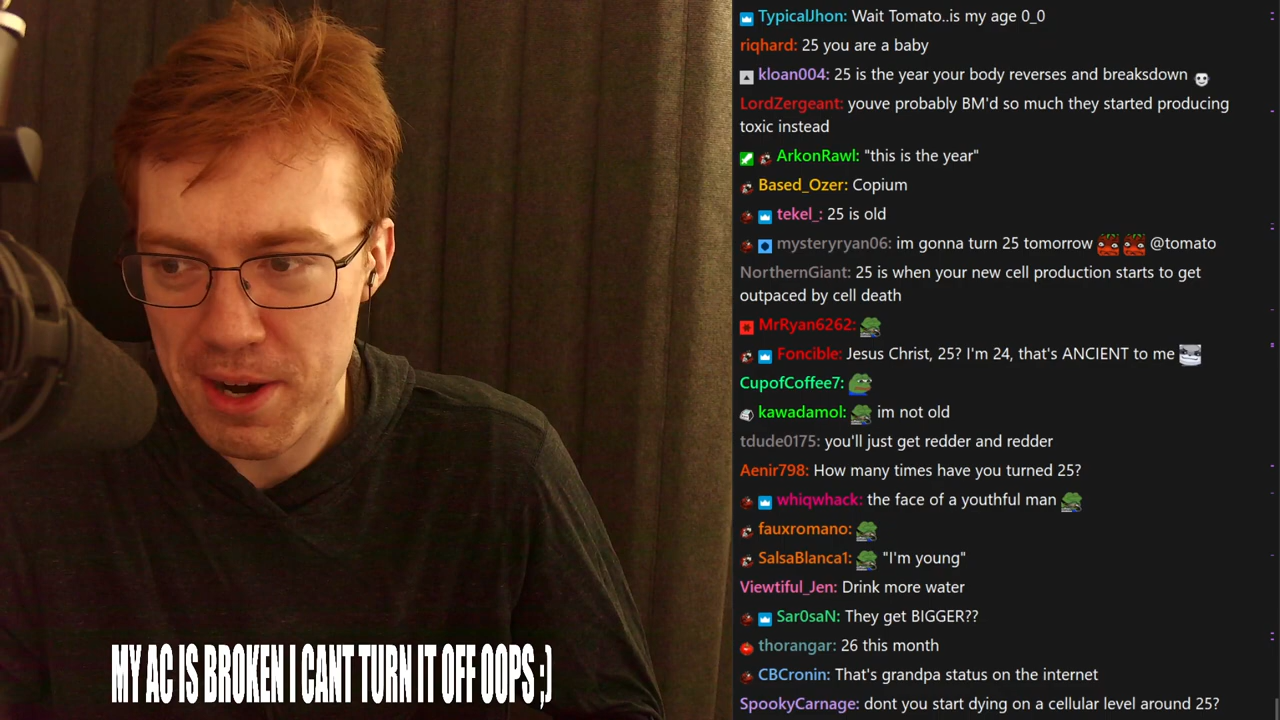 TypicalJhon: Wait Tomato..is my age 0_0
riqhard: 25 you are a baby
kloan004: 25 is the year your body reverses and breaksdown
LordZergeant: youve probably BM'd so much they started producing
toxic instead
ArkonRawl: "this is the year"
Based_Ozer: Copium
tekel_: 25 is old
mysteryryan06: im gonna turn 25 tomorrow @tomato
NorthernGiant: 25 is when your new cell production starts to get
outpaced by cell death
MrRyan6262:
Foncible: Jesus Christ, 25? I'm 24, that's ANCIENT to me
CupofCoffee7:
kawadamol: im not old
tdude0175: you'll just get redder and redder
Aenir798: How many times have you turned 25?
whiqwhack: the face of a youthful man
fauxromano:
SalsaBlanca1: "I'm young"
Viewtiful_Jen: Drink more water
Sar0saN: They get BIGGER??
thorangar: 26 this month
CBCronin: That's grandpa status on the internet
SpookyCarnage: dont you start dying on a cellular level around 25?
MY AC IS BROKEN I CANT TURN IT OFF OOPS ;)